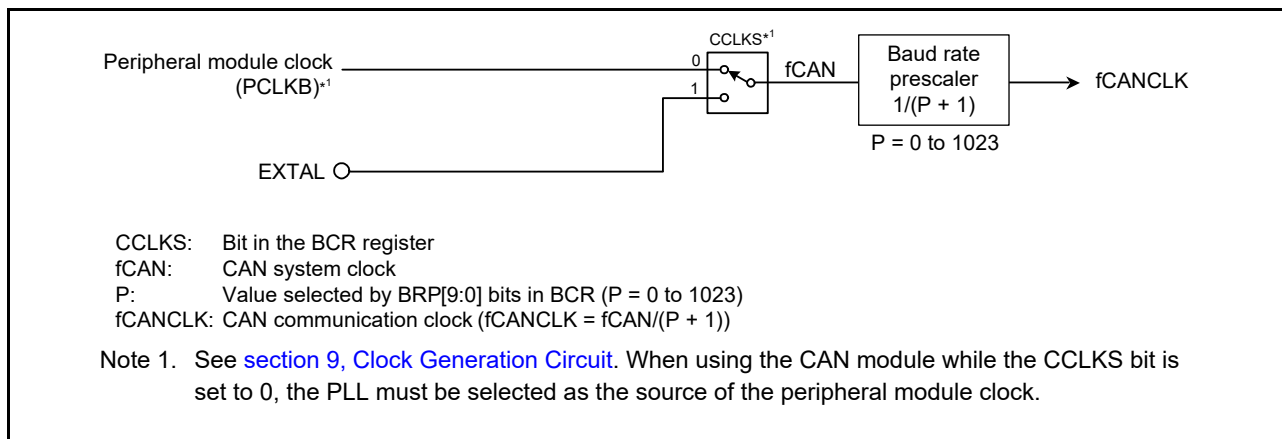 CCLKS*1
Peripheral module clock
(PCLKB)*1
0
1
fCAN
Baud rate
prescaler
1/(P + 1)
fCANCLK
P = 0 to 1023
EXTAL
CCLKS: Bit in the BCR register
fCAN: CAN system clock
P: Value selected by BRP[9:0] bits in BCR (P = 0 to 1023)
fCANCLK: CAN communication clock (fCANCLK = fCAN/(P + 1))
Note 1. See section 9, Clock Generation Circuit. When using the CAN module while the CCLKS bit is
set to 0, the PLL must be selected as the source of the peripheral module clock.